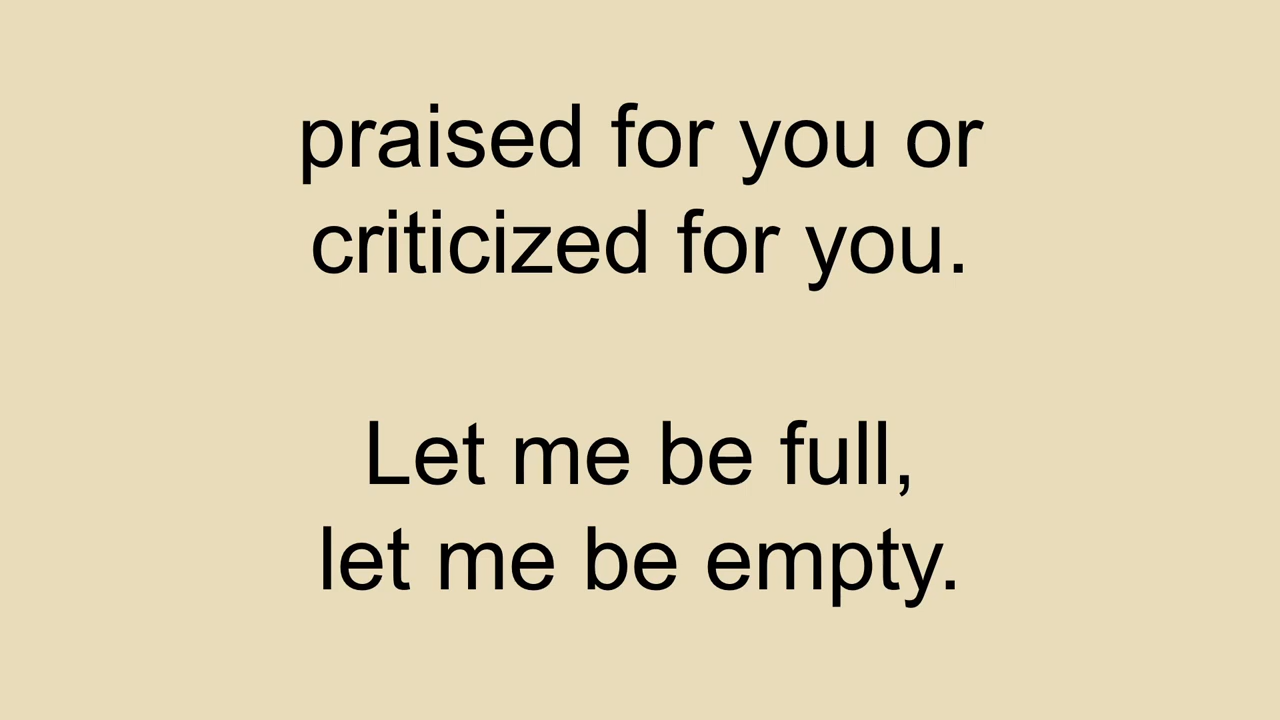 praised for you or
criticized for you.
Let me be full,
let me be empty.